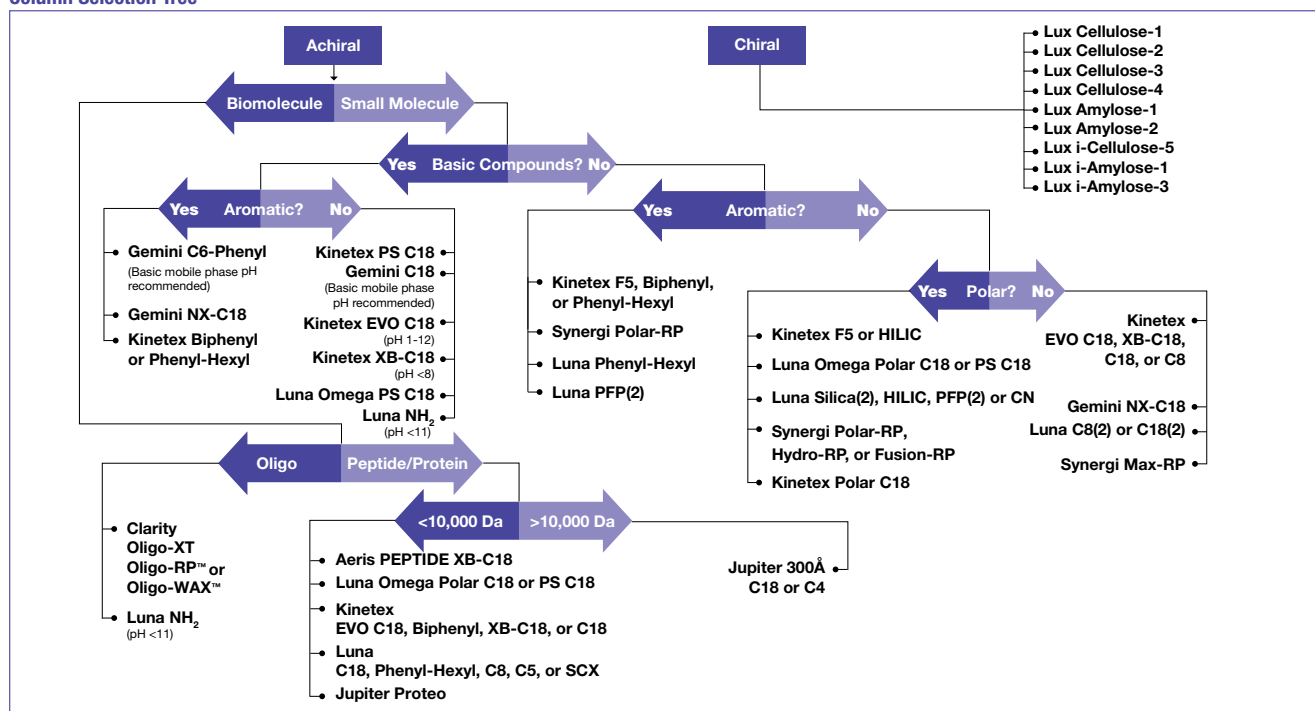 Achiral
Chiral
Lux Cellulose-1
Lux Cellulose-2
Lux Cellulose-3
Lux Cellulose-4
Lux Amylose-1
Lux Amylose-2
Lux i-Cellulose-5
Lux i-Amylose-1
Lux i-Amylose-3
Biomolecule Small Molecule
Yes Basic Compounds? No
Yes Aromatic? No
Gemini C6-Phenyl
(Basic mobile phase pH
recommended)
Gemini NX-C18
Kinetex Biphenyl
or Phenyl-Hexyl
Kinetex PS C18
Gemini C18
(Basic mobile phase
pH recommended)
Kinetex EVO C18
(pH 1-12)
Kinetex XB-C18
(pH <8)
Luna Omega PS C18
Luna NH₂
(pH <11)
Yes Aromatic? No
Kinetex F5, Biphenyl,
or Phenyl-Hexyl
Synergi Polar-RP
Luna Phenyl-Hexyl
Luna PFP(2)
Yes Polar? No
Kinetex F5 or HILIC
Luna Omega Polar C18 or PS C18
Luna Silica(2), HILIC, PFP(2) or CN
Synergi Polar-RP,
Hydro-RP, or Fusion-RP
Kinetex Polar C18
Kinetex
EVO C18, XB-C18,
C18, or C8
Gemini NX-C18
Luna C8(2) or C18(2)
Synergi Max-RP
Oligo Peptide/Protein
Clarity
Oligo-XT
Oligo-RP™ or
Oligo-WAX™
Luna NH₂
(pH <11)
<10,000 Da >10,000 Da
Aeris PEPTIDE XB-C18
Luna Omega Polar C18 or PS C18
Kinetex
EVO C18, Biphenyl, XB-C18, or C18
Luna
C18, Phenyl-Hexyl, C8, C5, or SCX
Jupiter Proteo
Jupiter 300Å
C18 or C4